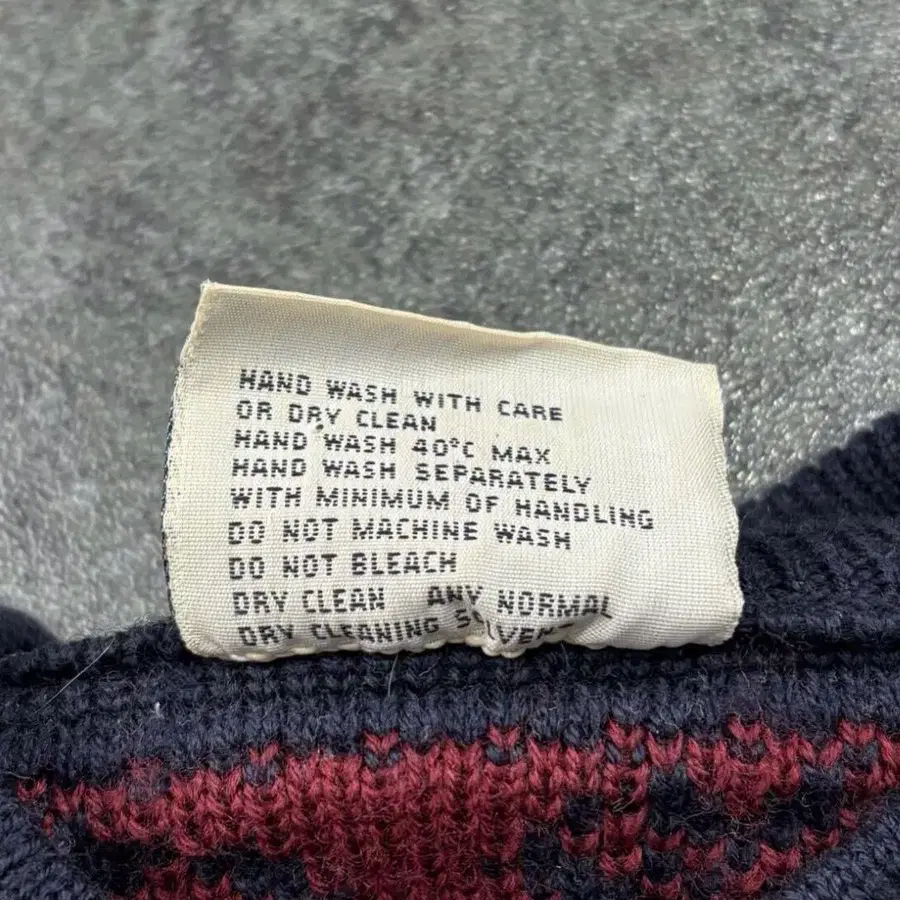 HAND WASH WITH CARE
OR DRY CLEAN
HAND WASH 40°C MAX
HAND WASH SEPARATELY
WITH MINIMUM OF HANDLING
DO NOT MACHINE WASH
DO NOT BLEACH
DRY CLEAN ANY NORMAL
DRY CLEANING SOLVENT